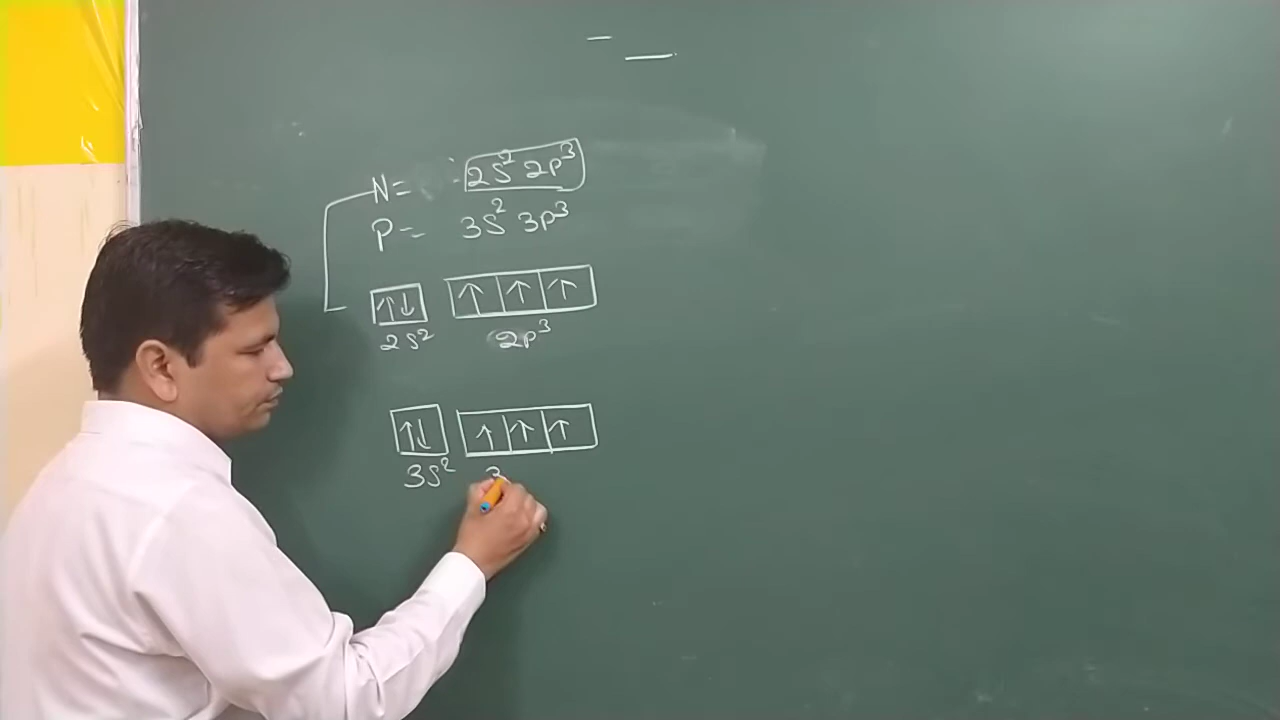 N= 2S² 2P³
P= 3S² 3P³
↑↓ ↑ ↑ ↑
2S² 2P³
↑↓ ↑ ↑ ↑
3S² 3